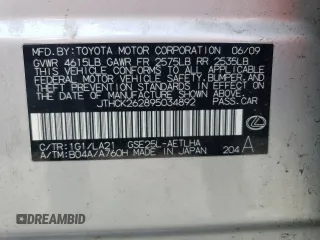 MFD. BY: TOYOTA MOTOR CORPORATION 06/09
GVWR 4615LB GAWR FR 2575LB RR 2535LB
THIS VEHICLE CONFORMS TO ALL APPLICABLE
FEDERAL MOTOR VEHICLE SAFETY, BUMPER, AND
THEFT PREVENTION STANDARDS IN EFFECT ON
THE DATE OF MANUFACTURE SHOWN ABOVE.
JTHCK262895034892 PASS. CAR
C/TR: 1G1/LA21 GSE25L-AETLHA
A/TM: B04A/A760H MADE IN JAPAN 204 A
DREAMBID